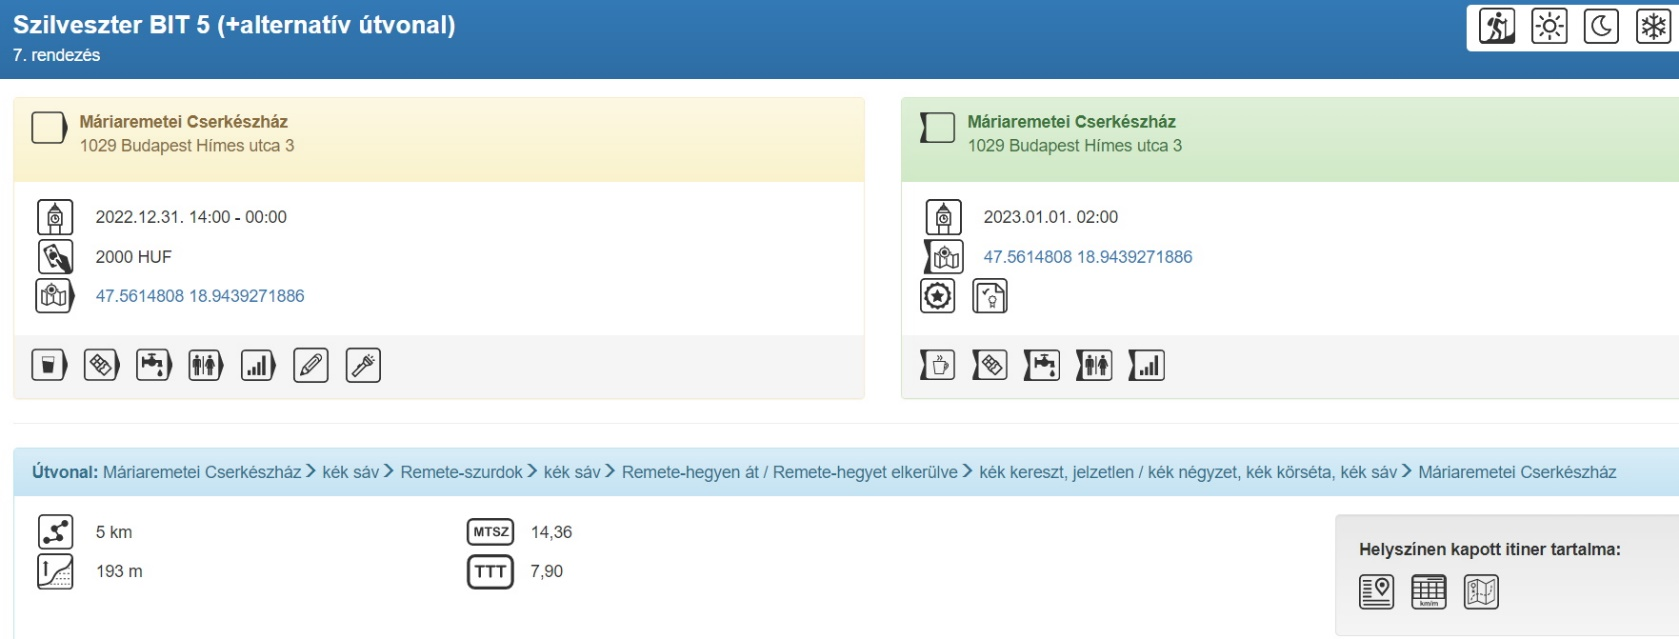 Szilveszter BIT 5 (+alternatív útvonal)
7. rendezés
Máriaremetei Cserkészház
1029 Budapest Hímes utca 3
2022.12.31. 14:00 - 00:00
2000 HUF
47.5614808 18.9439271886
Máriaremetei Cserkészház
1029 Budapest Hímes utca 3
2023.01.01. 02:00
47.5614808 18.9439271886
Útvonal: Máriaremetei Cserkészház > kék sáv > Remete-szurdok > kék sáv > Remete-hegyen át / Remete-hegyet elkerülve > kék kereszt, jelzetlen / kék négyzet, kék körséta, kék sáv > Máriaremetei Cserkészház
5 km
193 m
MTSZ 14,36
TTT 7,90
Helyszínen kapott itiner tartalma:
km/m